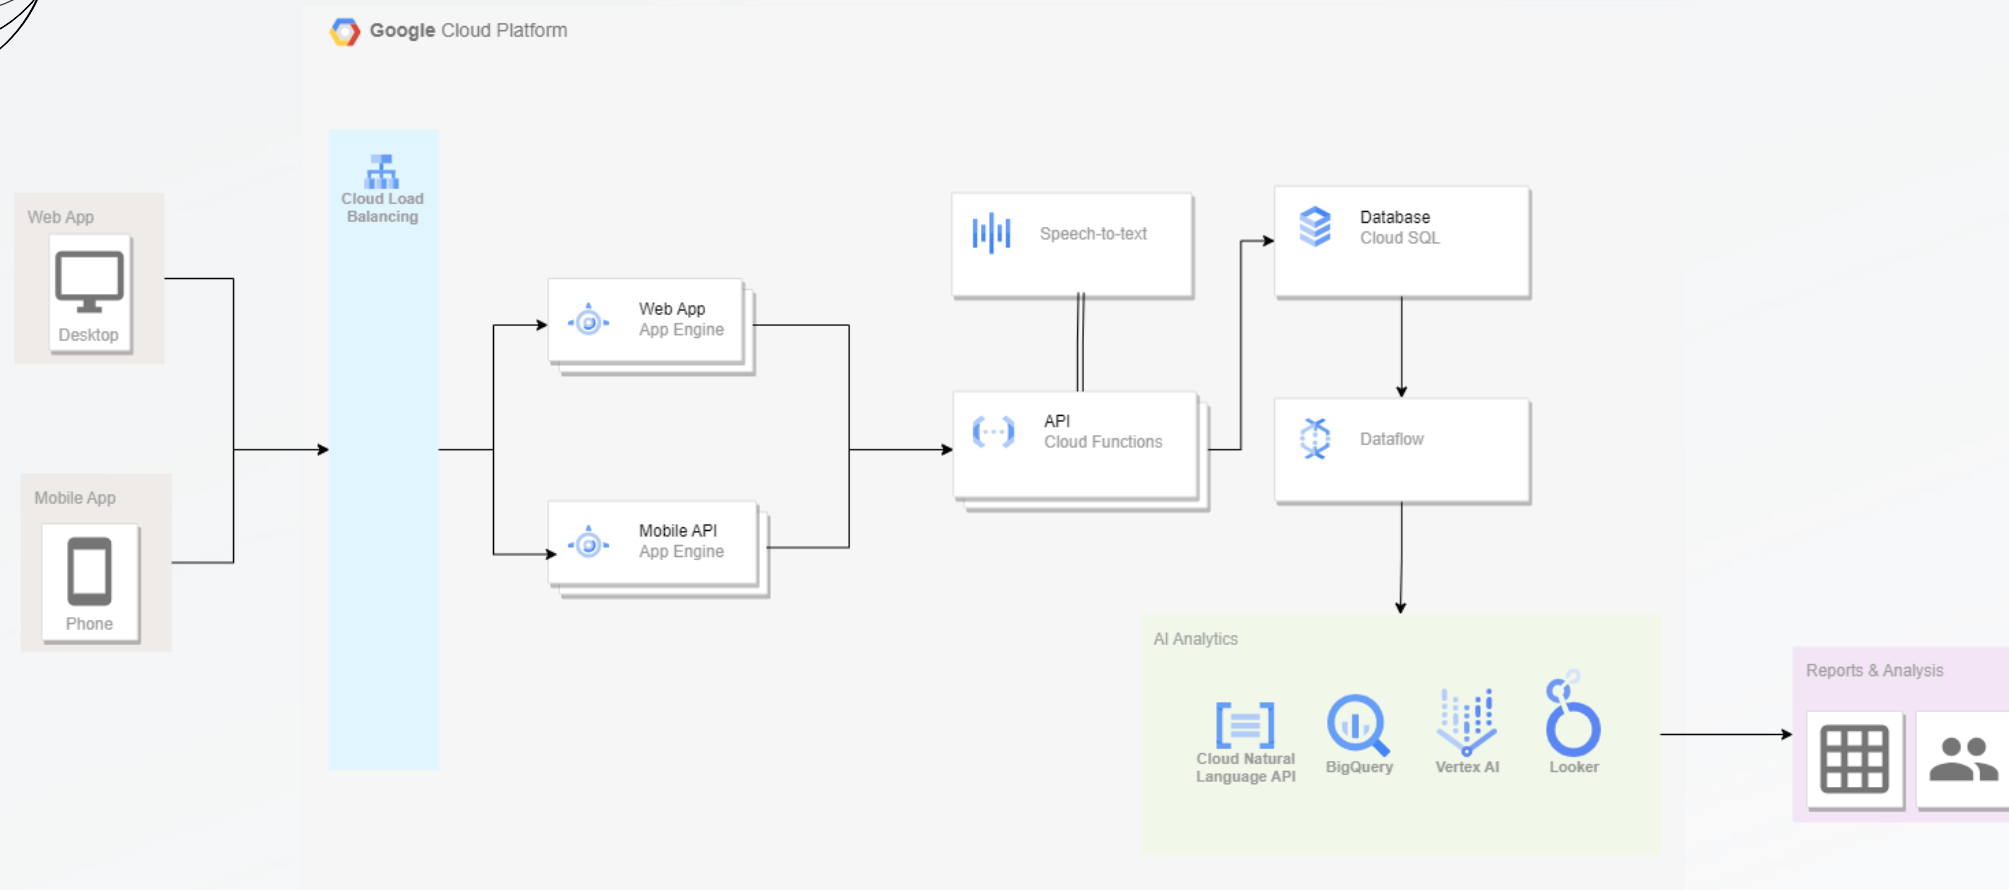 Google Cloud Platform
Cloud Load
Balancing
Web App
Desktop
Mobile App
Phone
Web App
App Engine
Mobile API
App Engine
Speech-to-text
API
Cloud Functions
Database
Cloud SQL
Dataflow
AI Analytics
Cloud Natural
Language API
BigQuery
Vertex AI
Looker
Reports & Analysis